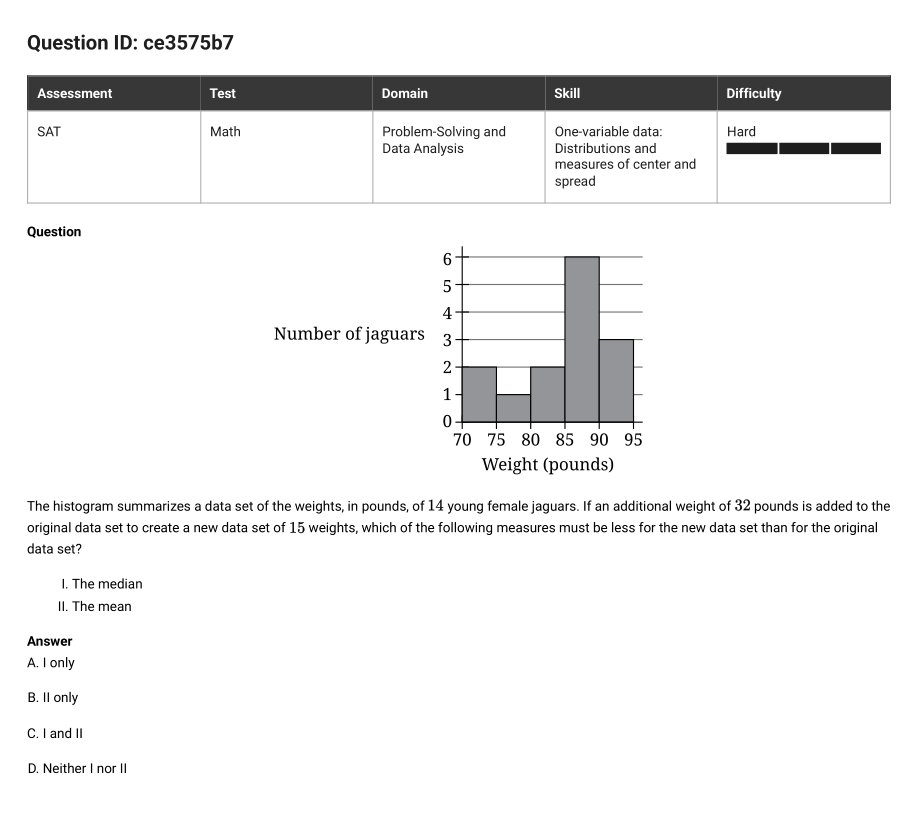 Question ID: ce3575b7
Assessment Test Domain Skill Difficulty
SAT Math Problem-Solving and Data Analysis One-variable data: Distributions and measures of center and spread Hard
Question
6
5
4
Number of jaguars 3
2
1
0
70 75 80 85 90 95
Weight (pounds)
The histogram summarizes a data set of the weights, in pounds, of 14 young female jaguars. If an additional weight of 32 pounds is added to the
original data set to create a new data set of 15 weights, which of the following measures must be less for the new data set than for the original
data set?
I. The median
II. The mean
Answer
A. I only
B. II only
C. I and II
D. Neither I nor II